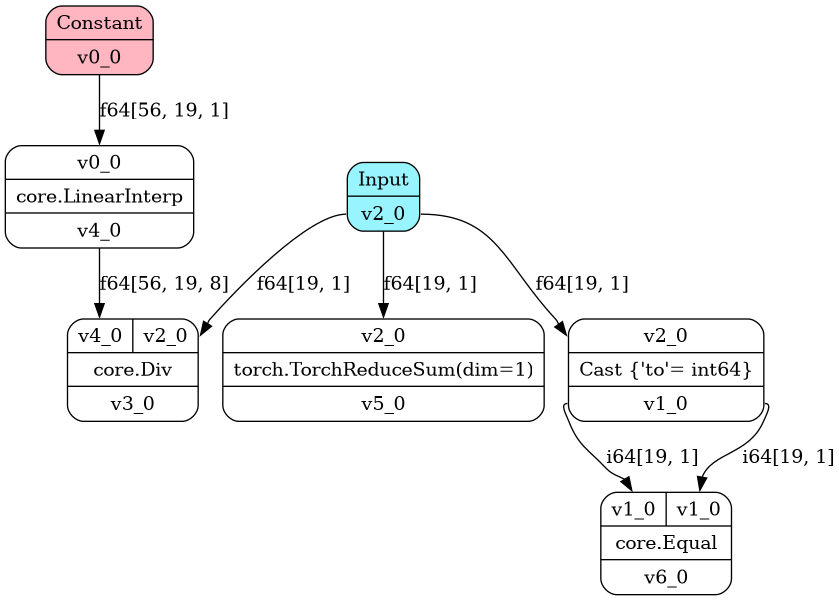 Constant
v0_0
f64[56, 19, 1]
v0_0
core.LinearInterp
v4_0
Input
v2_0
f64[56, 19, 8]
f64[19, 1]
f64[19, 1]
f64[19, 1]
v4_0 v2_0
core.Div
v3_0
v2_0
torch.TorchReduceSum(dim=1)
v5_0
v2_0
Cast {'to'= int64}
v1_0
i64[19, 1]
i64[19, 1]
v1_0 v1_0
core.Equal
v6_0